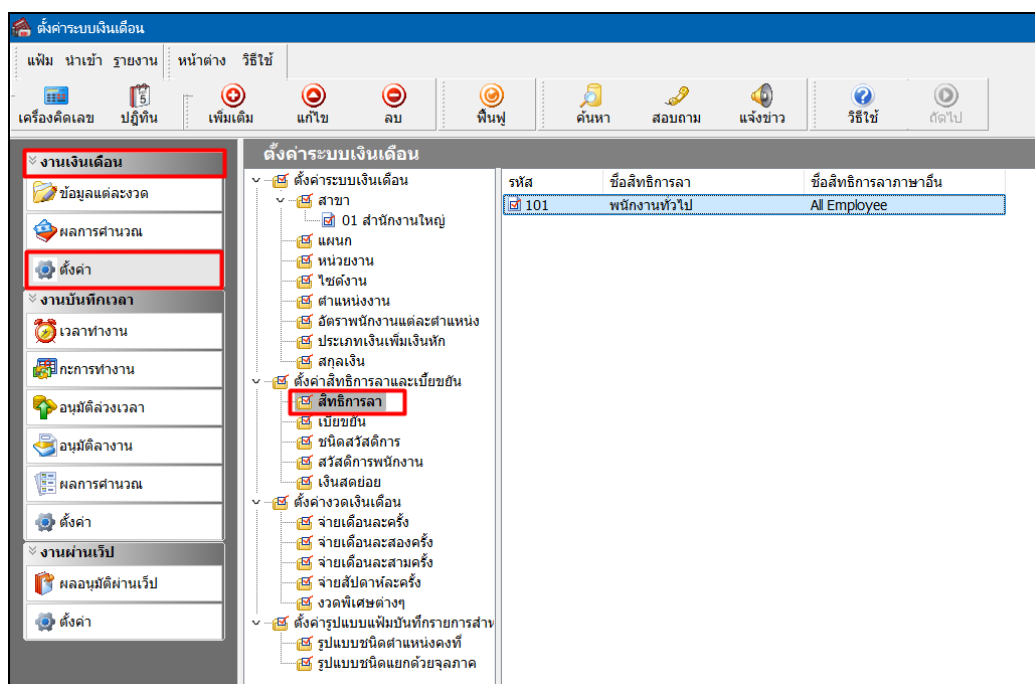 ตั้งค่าระบบเงินเดือน
แฟ้ม นำเข้า รายงาน หน้าต่าง วิธีใช้
เครื่องคิดเลข ปฏิทิน เพิ่มเติม แก้ไข ลบ ฟื้นฟู ค้นหา สอบถาม แจ้งข่าว วิธีใช้ ถัดไป
งานเงินเดือน
ข้อมูลแต่ละงวด
ผลการคำนวณ
ตั้งค่า
งานบันทึกเวลา
เวลาทำงาน
กะการทำงาน
อนุมัติล่วงเวลา
อนุมัติลางาน
ผลการคำนวณ
ตั้งค่า
งานผ่านเว็ป
ผลอนุมัติผ่านเว็ป
ตั้งค่า
ตั้งค่าระบบเงินเดือน
ตั้งค่าระบบเงินเดือน
สาขา
01 สำนักงานใหญ่
แผนก
หน่วยงาน
ไซด์งาน
ตำแหน่งงาน
อัตราพนักงานแต่ละตำแหน่ง
ประเภทเงินเพิ่มเงินหัก
สกุลเงิน
ตั้งค่าสิทธิการลาและเบี้ยขยัน
สิทธิการลา
เบี้ยขยัน
ชนิดสวัสดิการ
สวัสดิการพนักงาน
เงินสดย่อย
ตั้งค่างวดเงินเดือน
จ่ายเดือนละครั้ง
จ่ายเดือนละสองครั้ง
จ่ายเดือนละสามครั้ง
จ่ายสัปดาห์ละครั้ง
งวดพิเศษต่างๆ
ตั้งค่ารูปแบบแฟ้มบันทึกรายการสำห
รูปแบบชนิดตำแหน่งคงที่
รูปแบบชนิดแยกด้วยจุลภาค
รหัส ชื่อสิทธิการลา ชื่อสิทธิการลาภาษาอื่น
101 พนักงานทั่วไป All Employee